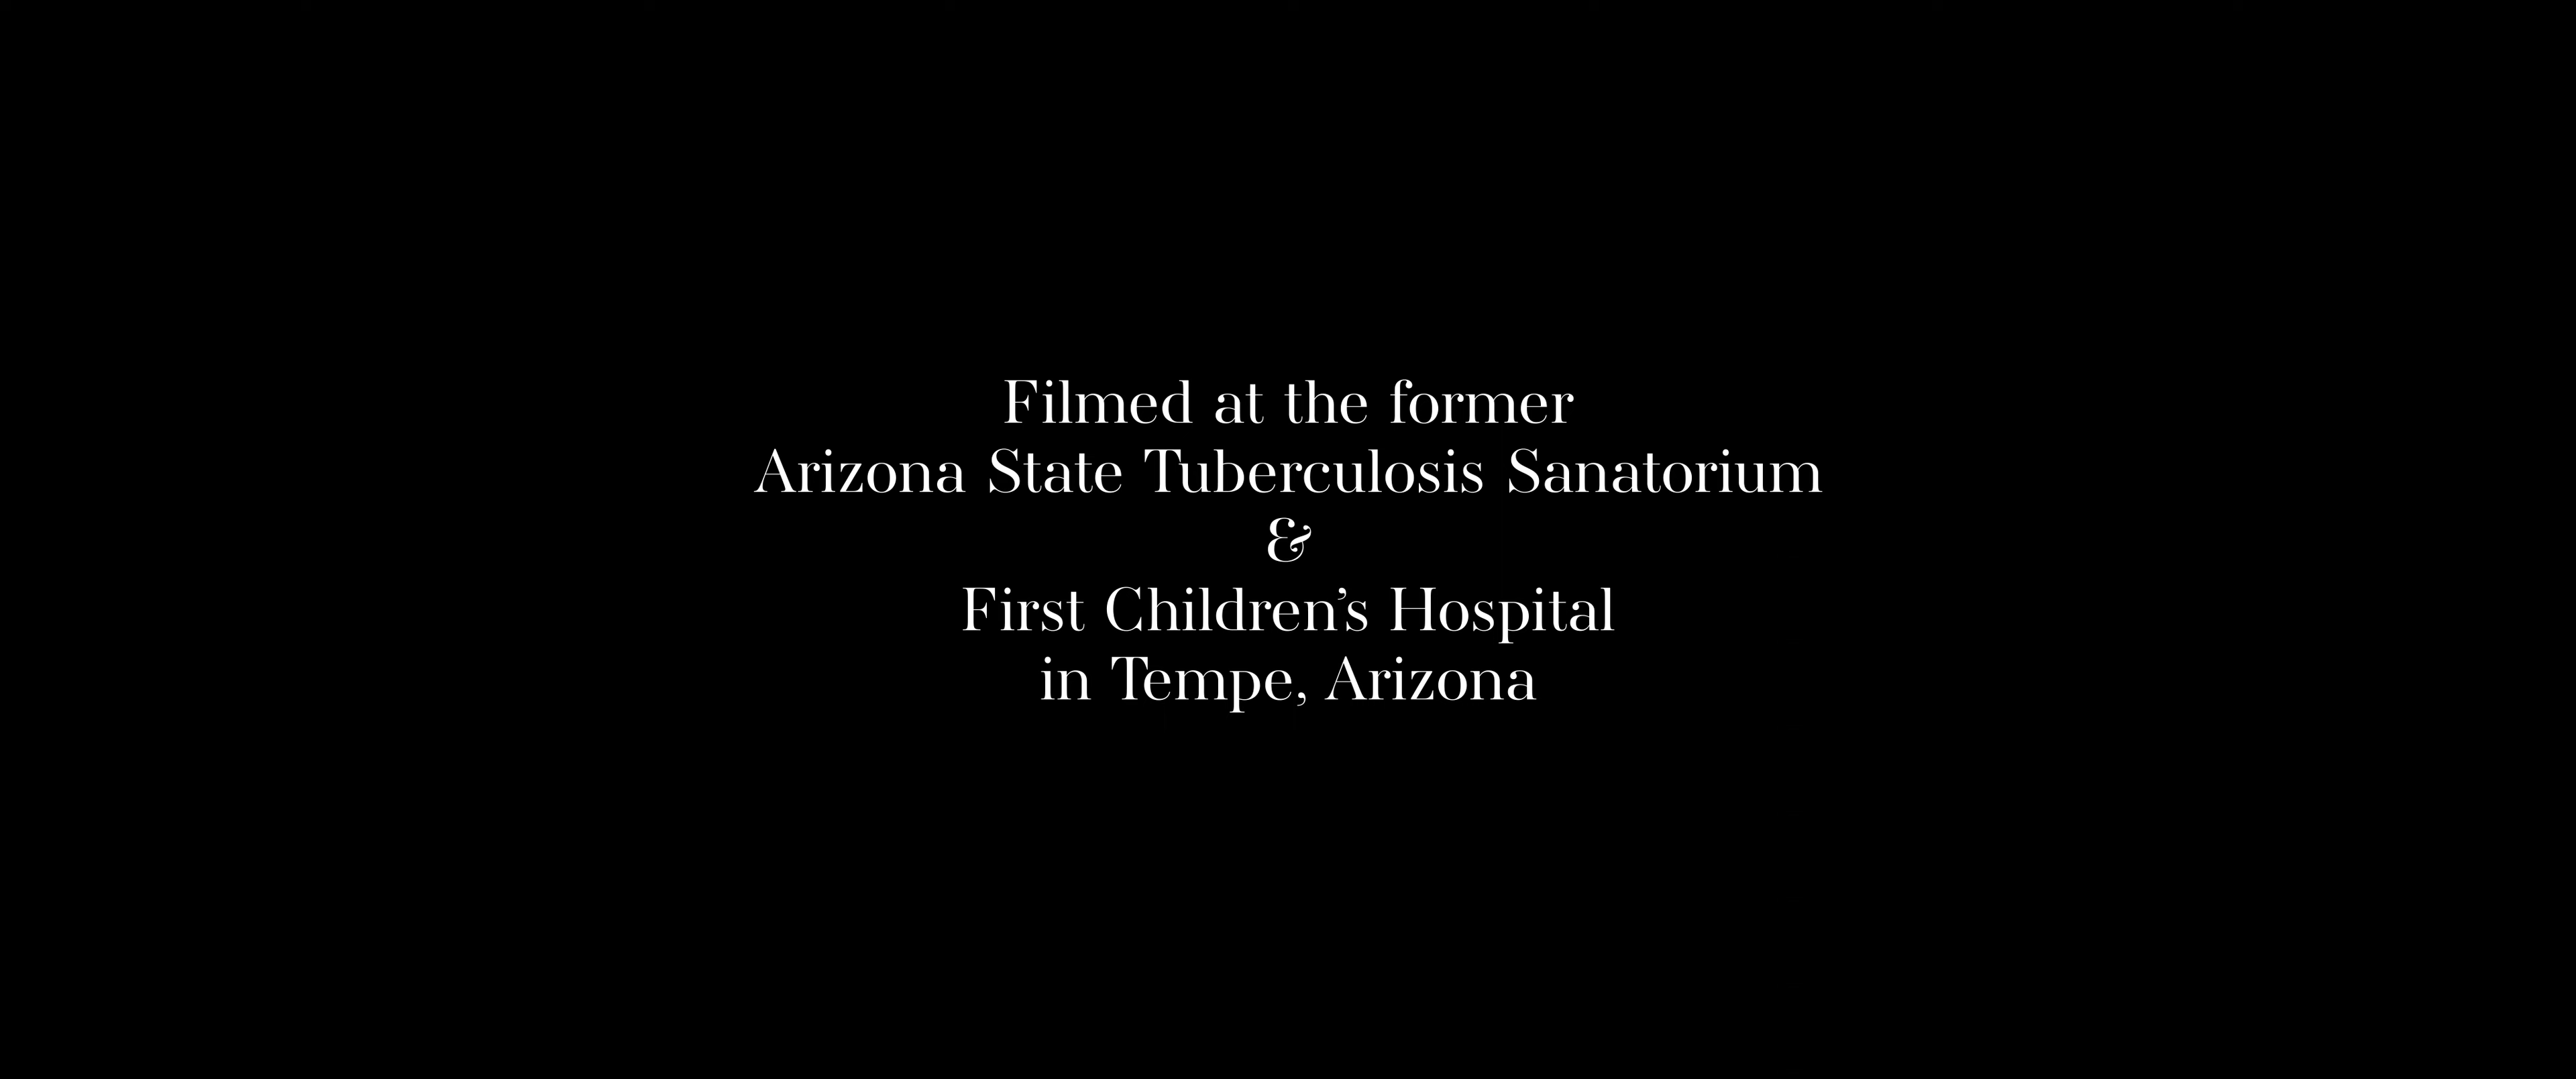 Filmed at the former
Arizona State Tuberculosis Sanatorium
&
First Children’s Hospital
in Tempe, Arizona